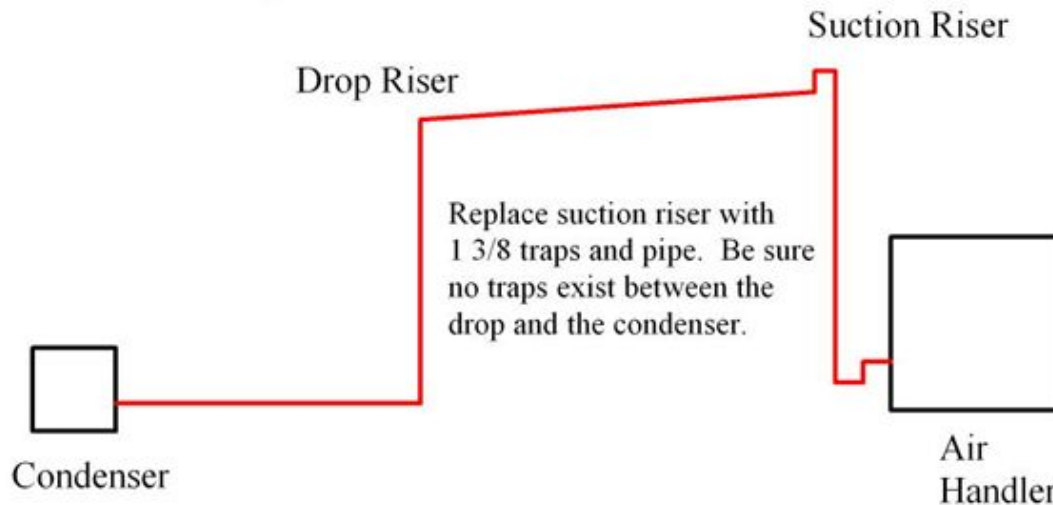 Suction Riser
Drop Riser
Replace suction riser with
1 3/8 traps and pipe.  Be sure
no traps exist between the
drop and the condenser.
Condenser
Air
Handler